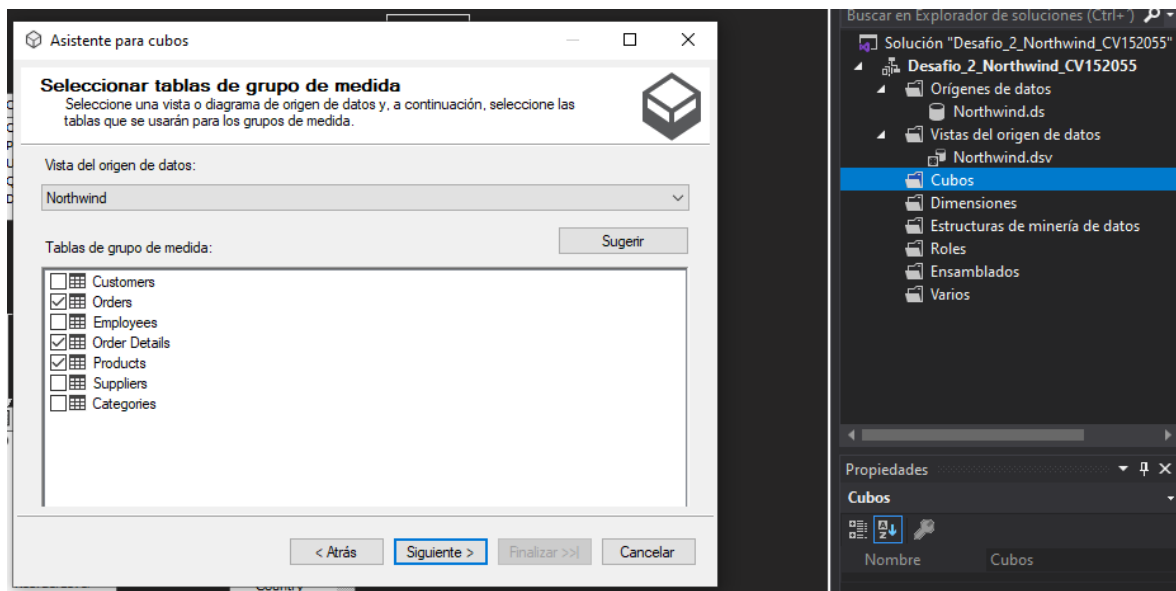 Asistente para cubos
Seleccionar tablas de grupo de medida
Seleccione una vista o diagrama de origen de datos y, a continuación, seleccione las
tablas que se usarán para los grupos de medida.
Vista del origen de datos:
Northwind
Tablas de grupo de medida:
Sugerir
Customers
Orders
Employees
Order Details
Products
Suppliers
Categories
< Atrás
Siguiente >
Finalizar >>|
Cancelar
Country
Buscar en Explorador de soluciones (Ctrl+´)
Solución "Desafio_2_Northwind_CV152055"
Desafio_2_Northwind_CV152055
Orígenes de datos
Northwind.ds
Vistas del origen de datos
Northwind.dsv
Cubos
Dimensiones
Estructuras de minería de datos
Roles
Ensamblados
Varios
Propiedades
Cubos
Nombre Cubos